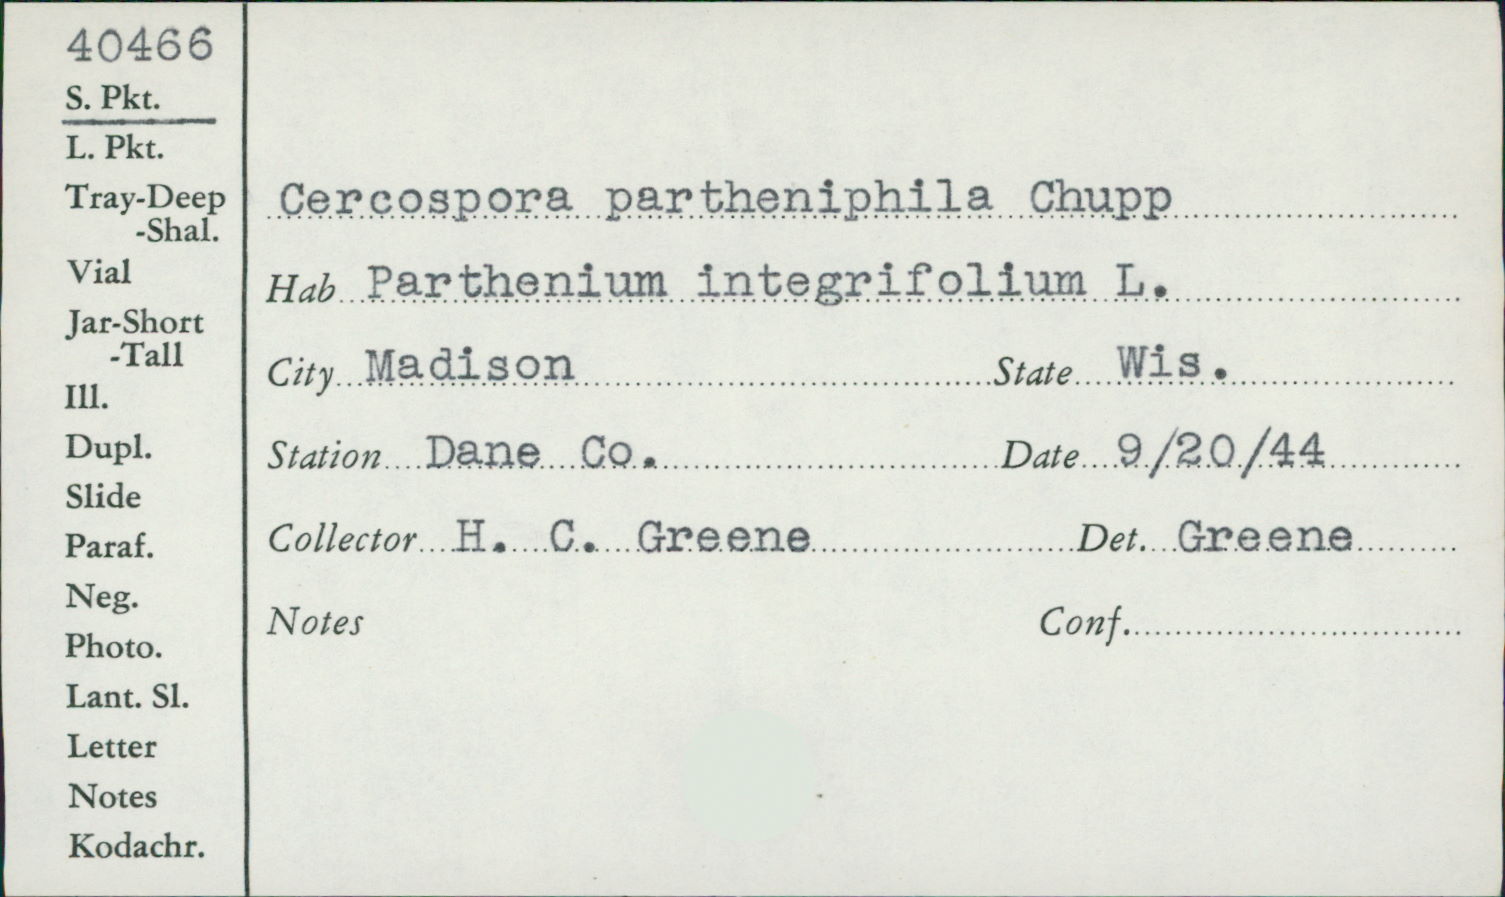 40466
S. Pkt.
L. Pkt.
Tray-Deep
-Shal.
Vial
Jar-Short
-Tall
Ill.
Dupl.
Slide
Paraf.
Neg.
Photo.
Lant. Sl.
Letter
Notes
Kodachr.
Cercospora partheniphila Chupp
Hab Parthenium integrifolium L.
City Madison State Wis.
Station Dane Co. Date 9/20/44
Collector H. C. Greene Det. Greene
Notes Conf.